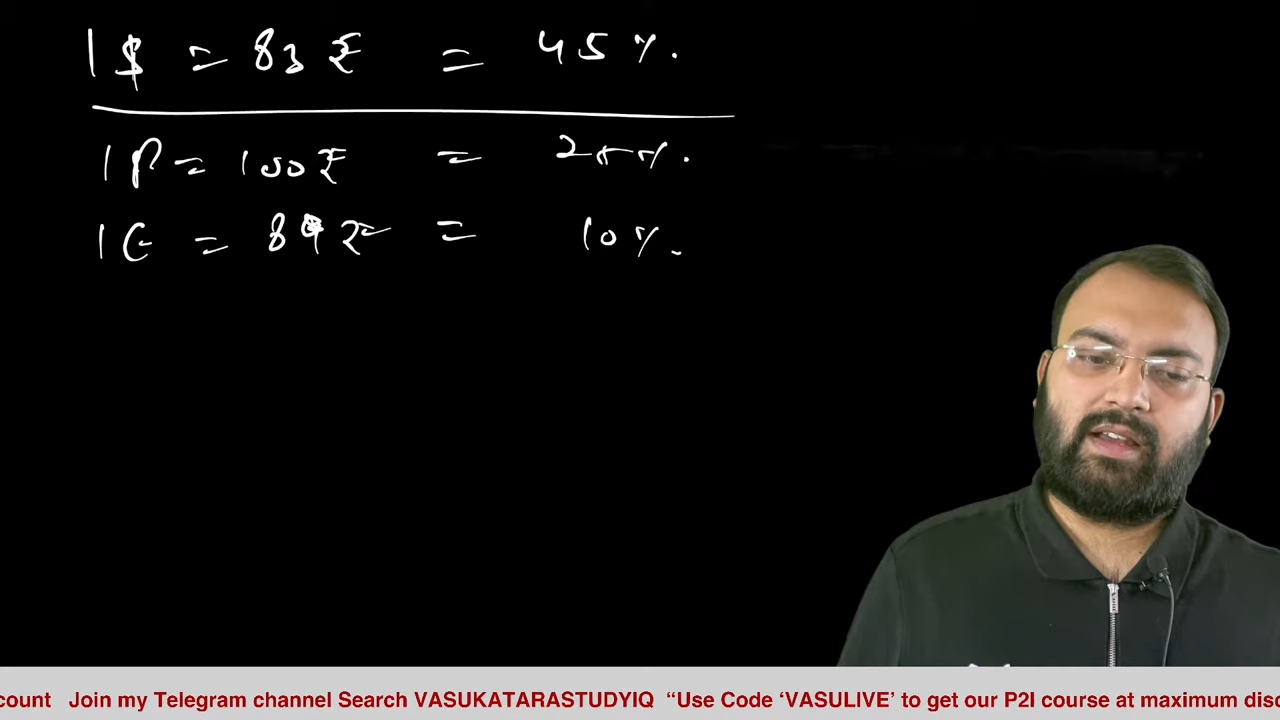 1 $ = 83 ₹ = 45 %.
1 P = 100 ₹ = 25 %.
1 € = 89 ₹ = 10 %.
count Join my Telegram channel Search VASUKATARASTUDYIQ “Use Code ‘VASULIVE’ to get our P2I course at maximum disc